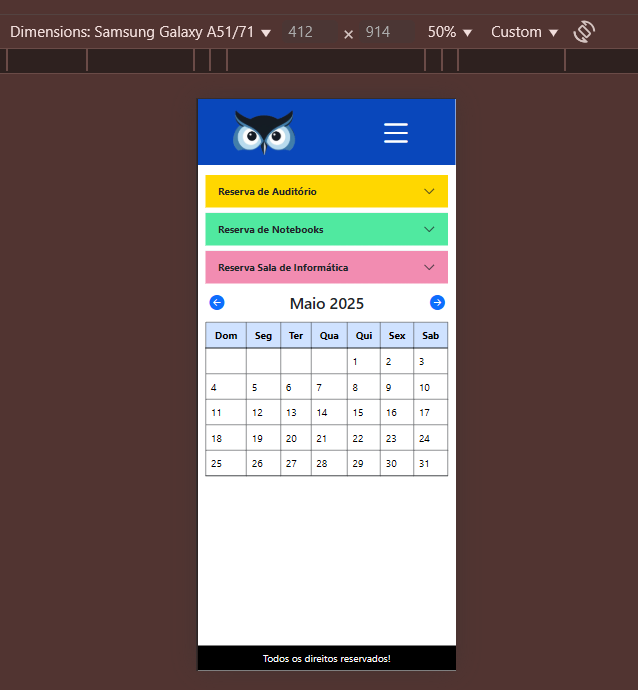 Dimensions: Samsung Galaxy A51/71 ▼ 412 × 914 50% ▼ Custom ▼
Reserva de Auditório
Reserva de Notebooks
Reserva Sala de Informática
Maio 2025
Dom Seg Ter Qua Qui Sex Sab
1 2 3
4 5 6 7 8 9 10
11 12 13 14 15 16 17
18 19 20 21 22 23 24
25 26 27 28 29 30 31
Todos os direitos reservados!